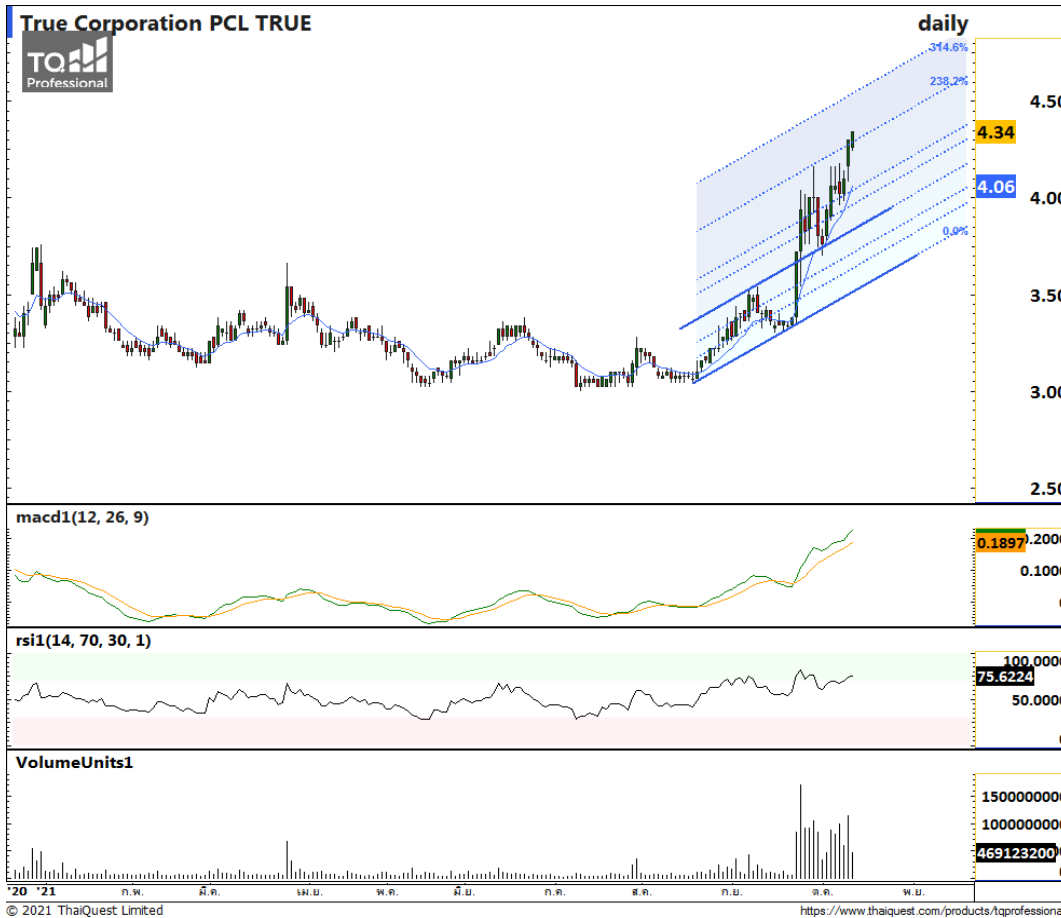 True Corporation PCL TRUE
daily
TQ
Professional
314.6%
238.2%
0.0%
4.50
4.34
4.06
4.00
3.50
3.00
2.50
macd1(12, 26, 9)
0.2000
0.1897
0.1000
0
rsi1(14, 70, 30, 1)
100.0000
75.6224
50.0000
0
VolumeUnits1
1500000000
1000000000
469123200
0
'20 '21 ก.พ. มี.ค. เม.ย. พ.ค. มิ.ย. ก.ค. ส.ค. ก.ย. ต.ค. พ.ย.
© 2021 ThaiQuest Limited
https://www.thaiquest.com/products/tqprofessional